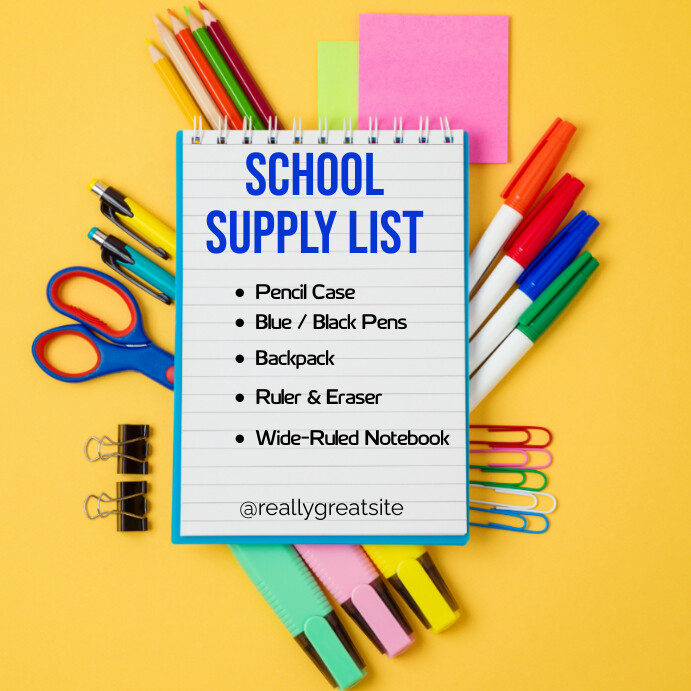 SCHOOL
SUPPLY LIST
• Pencil Case
• Blue / Black Pens
• Backpack
• Ruler & Eraser
• Wide-Ruled Notebook
@reallygreatsite